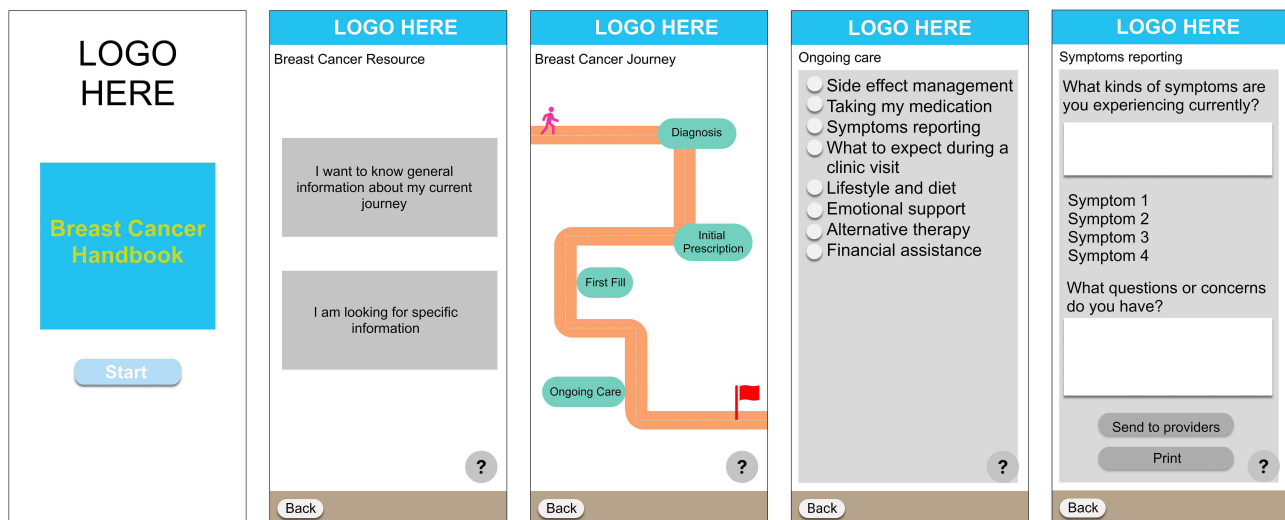 LOGO
HERE
Breast Cancer
Handbook
Start
LOGO HERE
Breast Cancer Resource
I want to know general
information about my current
journey
I am looking for specific
information
?
Back
LOGO HERE
Breast Cancer Journey
Diagnosis
Initial
Prescription
First Fill
Ongoing Care
?
Back
LOGO HERE
Ongoing care
Side effect management
Taking my medication
Symptoms reporting
What to expect during a
clinic visit
Lifestyle and diet
Emotional support
Alternative therapy
Financial assistance
?
Back
LOGO HERE
Symptoms reporting
What kinds of symptoms are
you experiencing currently?
Symptom 1
Symptom 2
Symptom 3
Symptom 4
What questions or concerns
do you have?
Send to providers
Print
?
Back